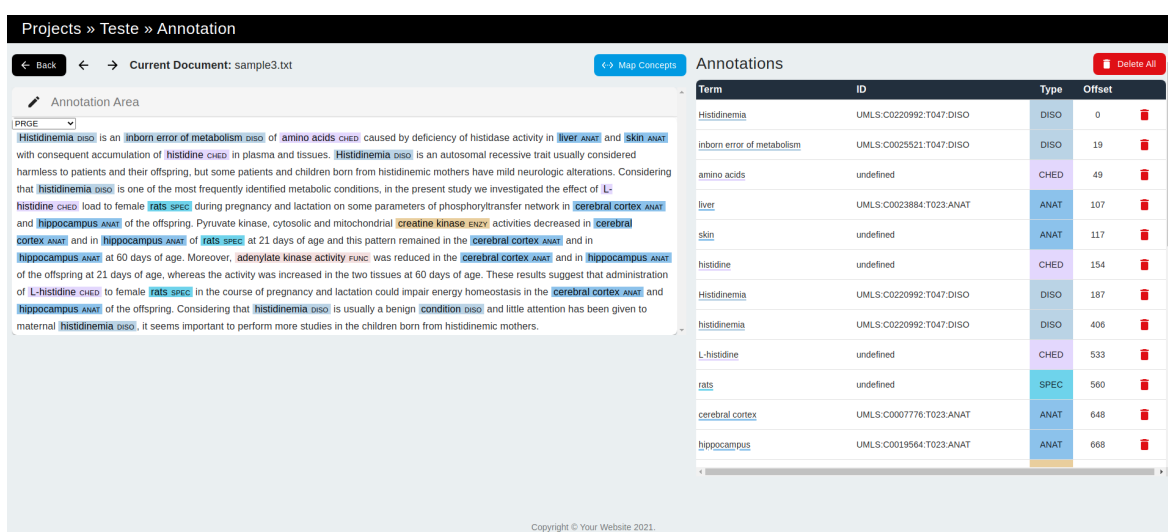 Projects » Teste » Annotation
← Back ← → Current Document: sample3.txt
Map Concepts
Annotation Area
PRGE
Histidinemia DISO is an inborn error of metabolism DISO of amino acids CHED caused by deficiency of histidase activity in liver ANAT and skin ANAT
with consequent accumulation of histidine CHED in plasma and tissues. Histidinemia DISO is an autosomal recessive trait usually considered
harmless to patients and their offspring, but some patients and children born from histidinemic mothers have mild neurologic alterations. Considering
that histidinemia DISO is one of the most frequently identified metabolic conditions, in the present study we investigated the effect of L-
histidine CHED load to female rats SPEC during pregnancy and lactation on some parameters of phosphoryltransfer network in cerebral cortex ANAT
and hippocampus ANAT of the offspring. Pyruvate kinase, cytosolic and mitochondrial creatine kinase ENZY activities decreased in cerebral
cortex ANAT and in hippocampus ANAT of rats SPEC at 21 days of age and this pattern remained in the cerebral cortex ANAT and in
hippocampus ANAT at 60 days of age. Moreover, adenylate kinase activity FUNC was reduced in the cerebral cortex ANAT and in hippocampus ANAT
of the offspring at 21 days of age, whereas the activity was increased in the two tissues at 60 days of age. These results suggest that administration
of L-histidine CHED to female rats SPEC in the course of pregnancy and lactation could impair energy homeostasis in the cerebral cortex ANAT and
hippocampus ANAT of the offspring. Considering that histidinemia DISO is usually a benign condition DISO and little attention has been given to
maternal histidinemia DISO, it seems important to perform more studies in the children born from histidinemic mothers.
Annotations
Delete All
Term ID Type Offset
Histidinemia UMLS:C0220992:T047:DISO DISO 0
inborn error of metabolism UMLS:C0025521:T047:DISO DISO 19
amino acids undefined CHED 49
liver UMLS:C0023884:T023:ANAT ANAT 107
skin undefined ANAT 117
histidine undefined CHED 154
Histidinemia UMLS:C0220992:T047:DISO DISO 187
histidinemia UMLS:C0220992:T047:DISO DISO 406
L-histidine undefined CHED 533
rats undefined SPEC 560
cerebral cortex UMLS:C0007776:T023:ANAT ANAT 648
hippocampus UMLS:C0019564:T023:ANAT ANAT 668
Copyright © Your Website 2021.